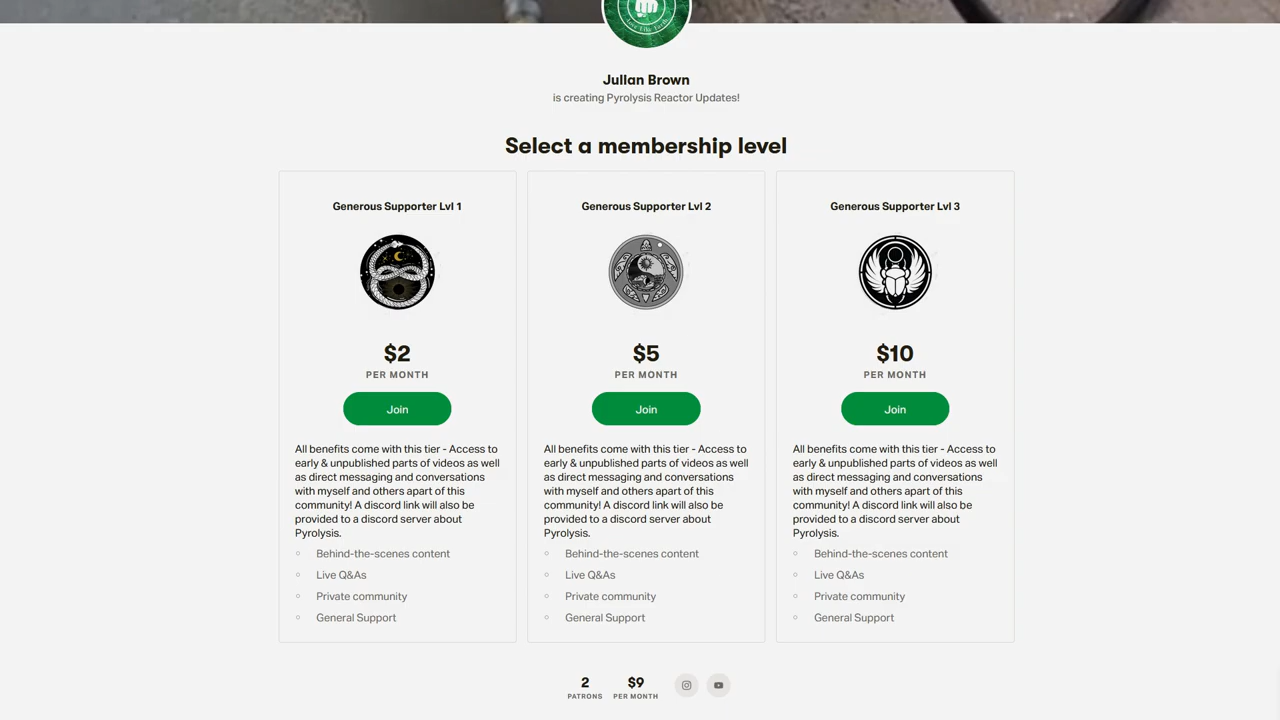 Julian Brown
is creating Pyrolysis Reactor Updates!
Select a membership level
Generous Supporter Lvl 1
$2
PER MONTH
Join
All benefits come with this tier - Access to
early & unpublished parts of videos as well
as direct messaging and conversations
with myself and others apart of this
community! A discord link will also be
provided to a discord server about
Pyrolysis.
Behind-the-scenes content
Live Q&As
Private community
General Support
Generous Supporter Lvl 2
$5
PER MONTH
Join
All benefits come with this tier - Access to
early & unpublished parts of videos as well
as direct messaging and conversations
with myself and others apart of this
community! A discord link will also be
provided to a discord server about
Pyrolysis.
Behind-the-scenes content
Live Q&As
Private community
General Support
Generous Supporter Lvl 3
$10
PER MONTH
Join
All benefits come with this tier - Access to
early & unpublished parts of videos as well
as direct messaging and conversations
with myself and others apart of this
community! A discord link will also be
provided to a discord server about
Pyrolysis.
Behind-the-scenes content
Live Q&As
Private community
General Support
2 $9
PATRONS PER MONTH